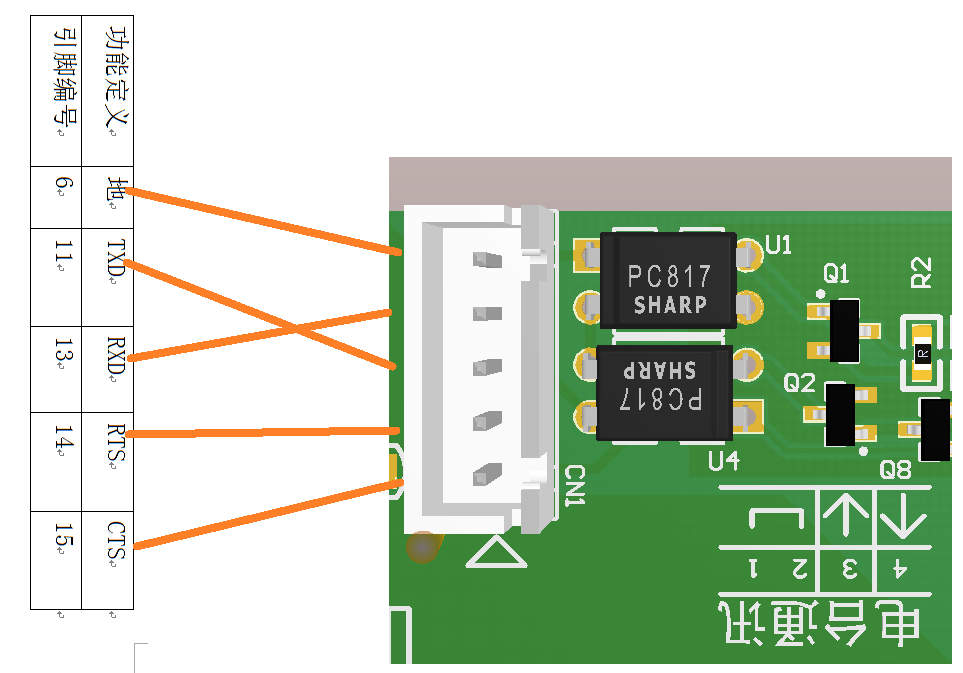 功能定义
引脚编号
地
6
TXD
11
RXD
13
RTS
14
CTS
15
PC817
SHARP
U1
PC817
SHARP
U4
Q1
R2
R
Q2
Q8
CN1
1 2 3 4
电台通讯